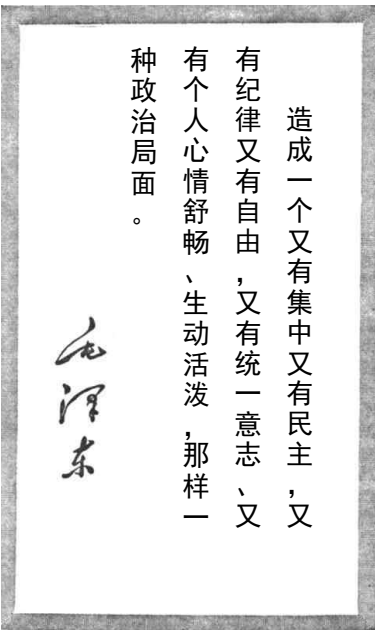 造成一个又有集中又有民主，又
有纪律又有自由，又有统一意志、又
有个人心情舒畅、生动活泼，那样一
种政治局面。
毛泽东